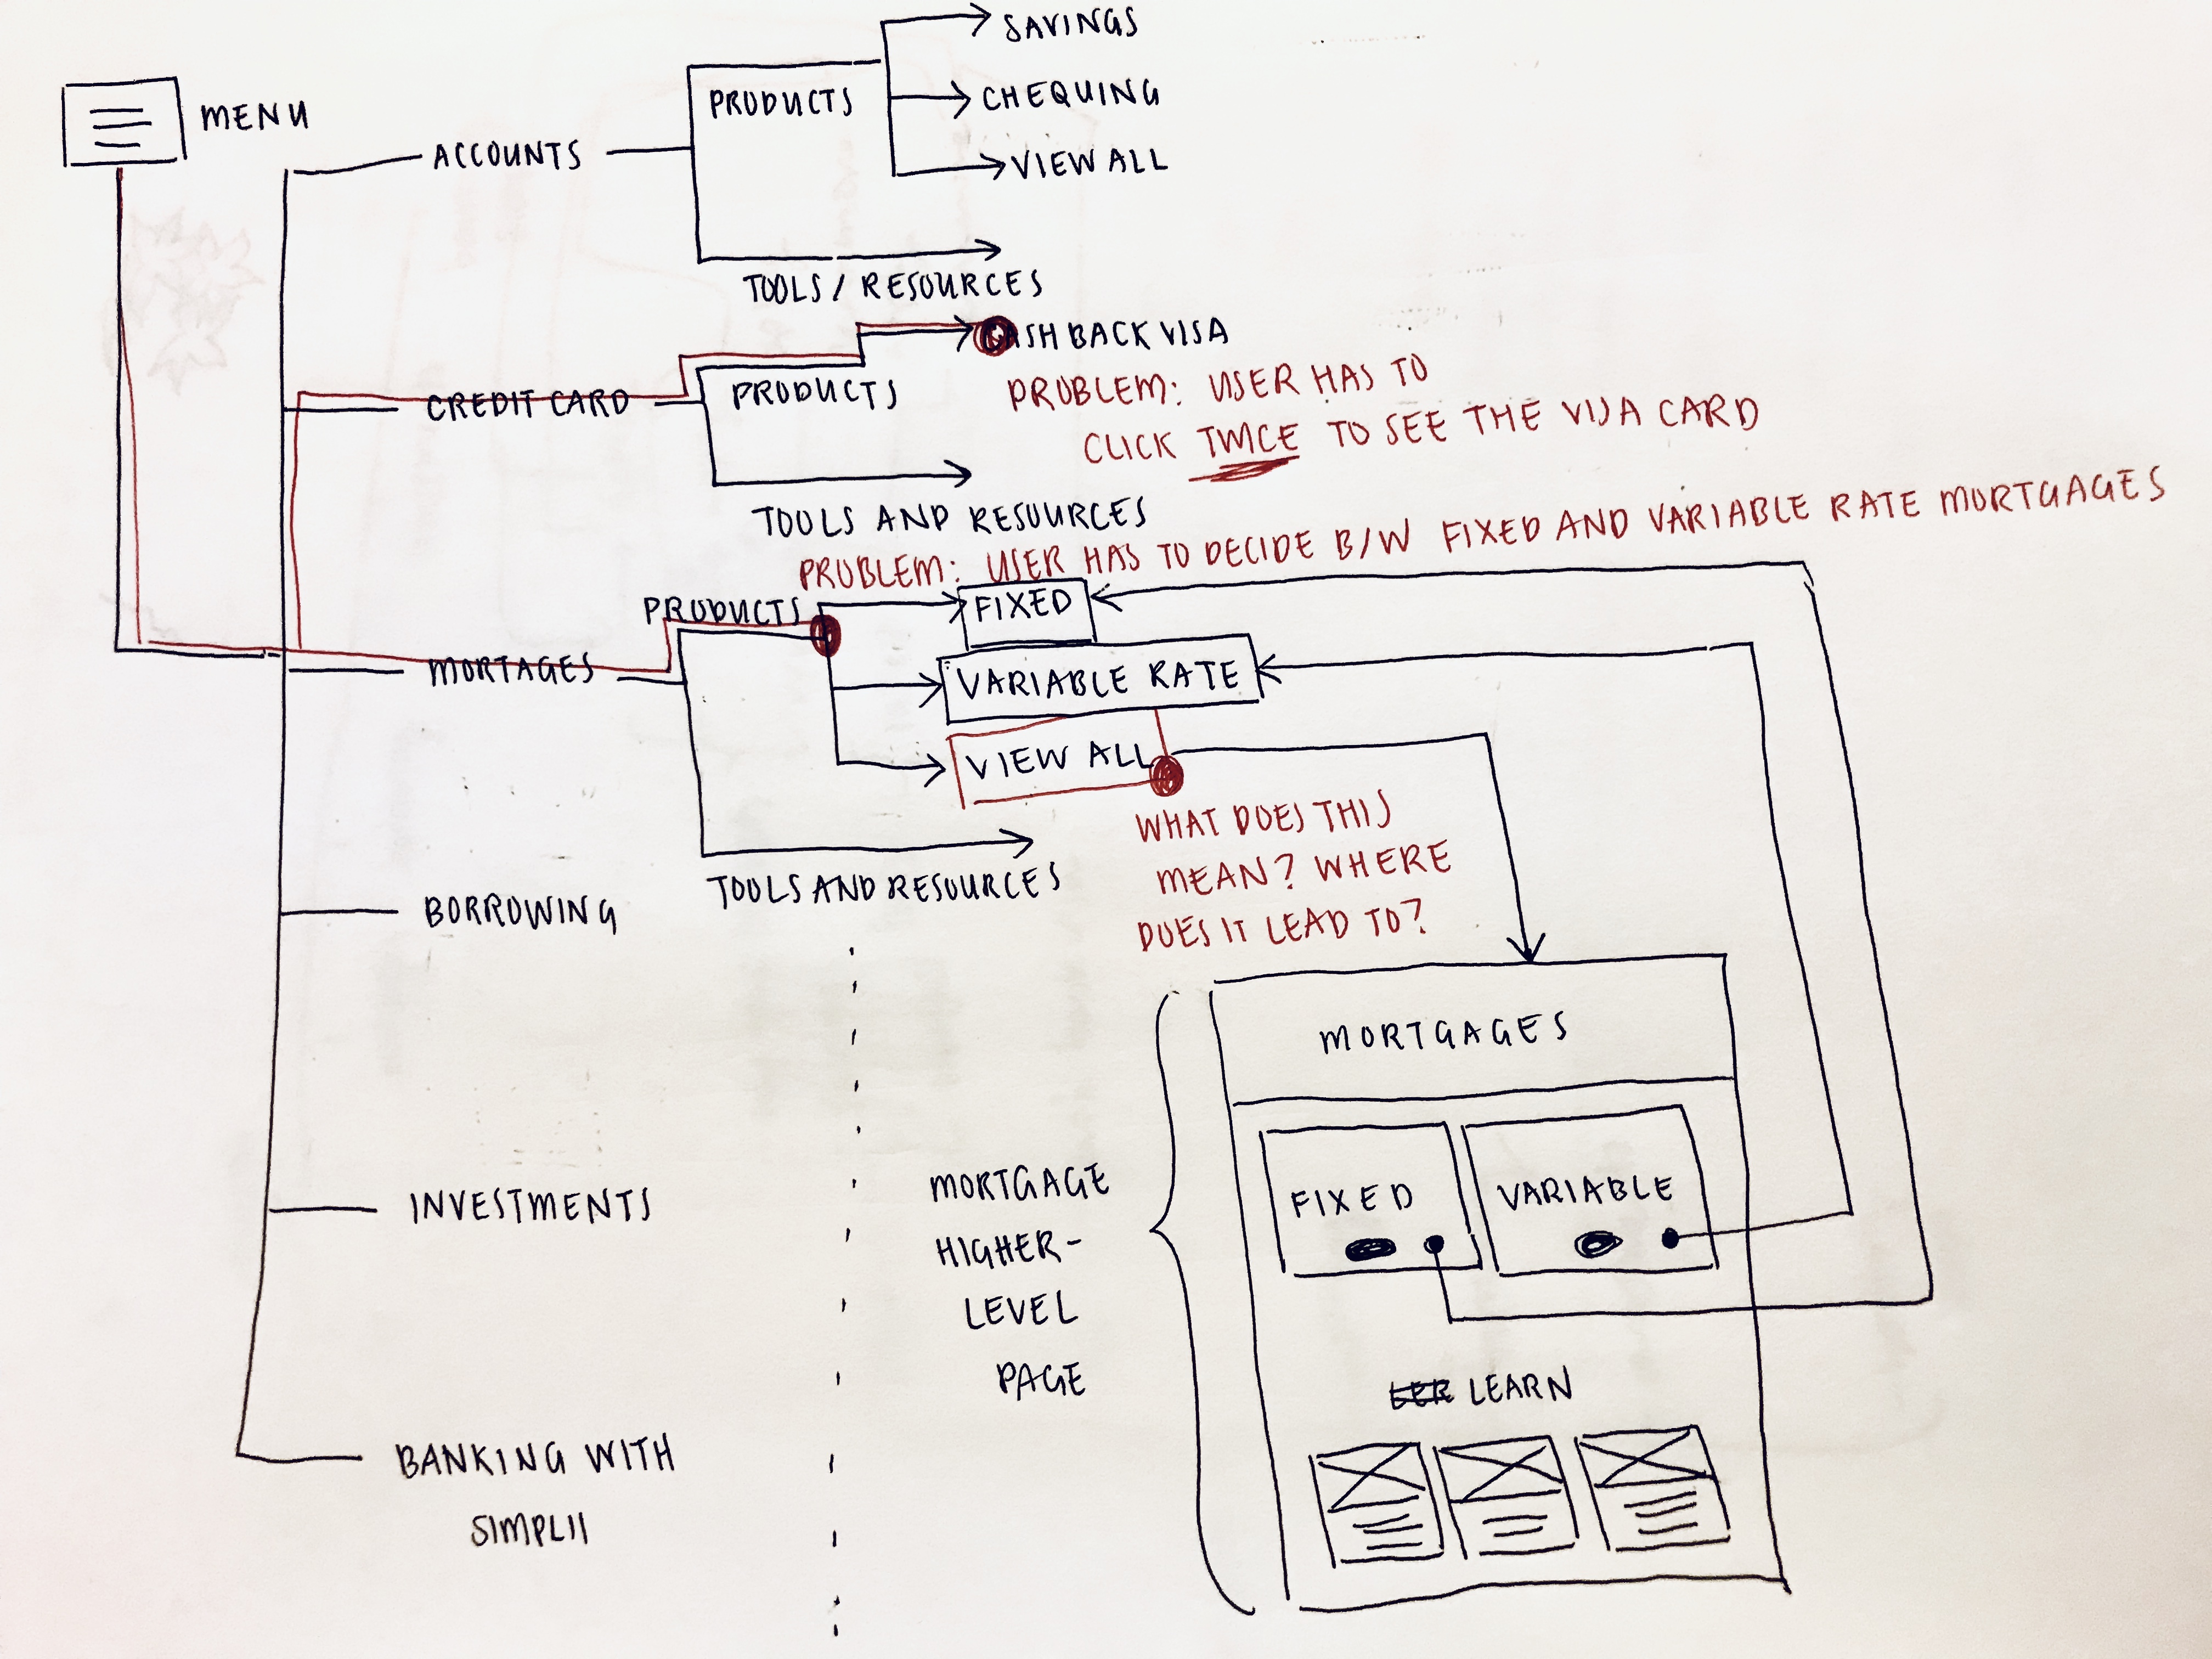 MENU
ACCOUNTS
PRODUCTS
SAVINGS
CHEQUING
VIEW ALL
TOOLS / RESOURCES
CREDIT CARD
PRODUCTS
CASH BACK VISA
PROBLEM: USER HAS TO
CLICK TWICE TO SEE THE VISA CARD
TOOLS AND RESOURCES
PROBLEM: USER HAS TO DECIDE B/W FIXED AND VARIABLE RATE MORTGAGES
MORTAGES
PRODUCTS
FIXED
VARIABLE RATE
VIEW ALL
WHAT DOES THIS
MEAN? WHERE
DOES IT LEAD TO?
TOOLS AND RESOURCES
BORROWING
INVESTMENTS
BANKING WITH
SIMPLII
MORTGAGE
HIGHER-
LEVEL
PAGE
MORTGAGES
FIXED
VARIABLE
LEARN